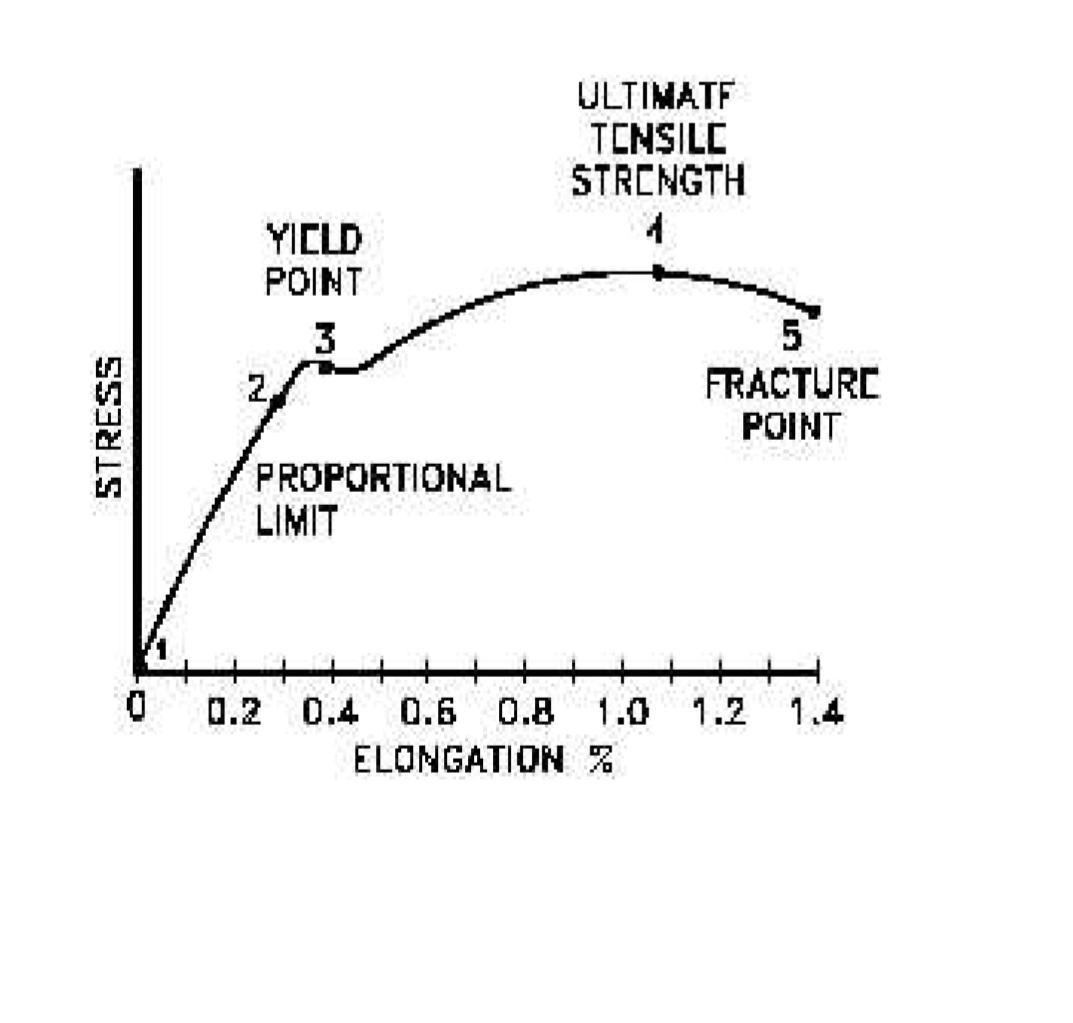 ULTIMATE
TENSILE
STRENGTH
4
YIELD
POINT
3
2
5
FRACTURE
POINT
STRESS
PROPORTIONAL
LIMIT
1
0 0.2 0.4 0.6 0.8 1.0 1.2 1.4
ELONGATION %